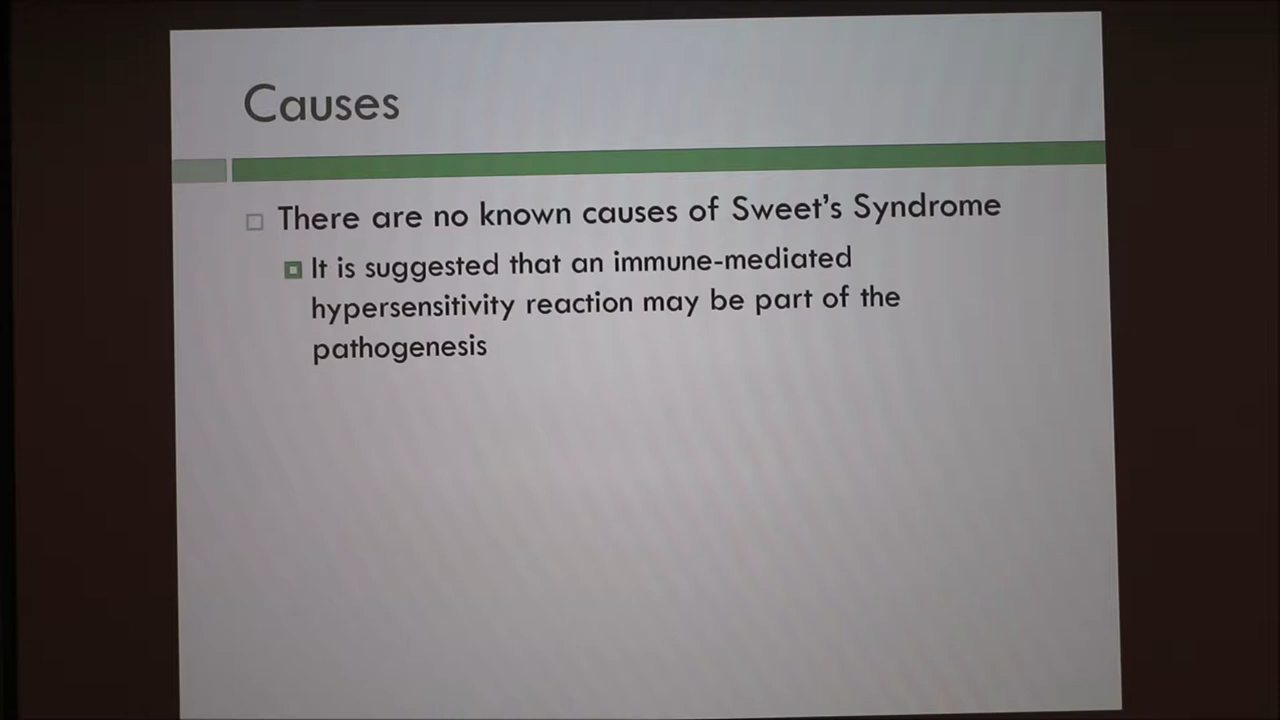 Causes
There are no known causes of Sweet's Syndrome
It is suggested that an immune-mediated
hypersensitivity reaction may be part of the
pathogenesis